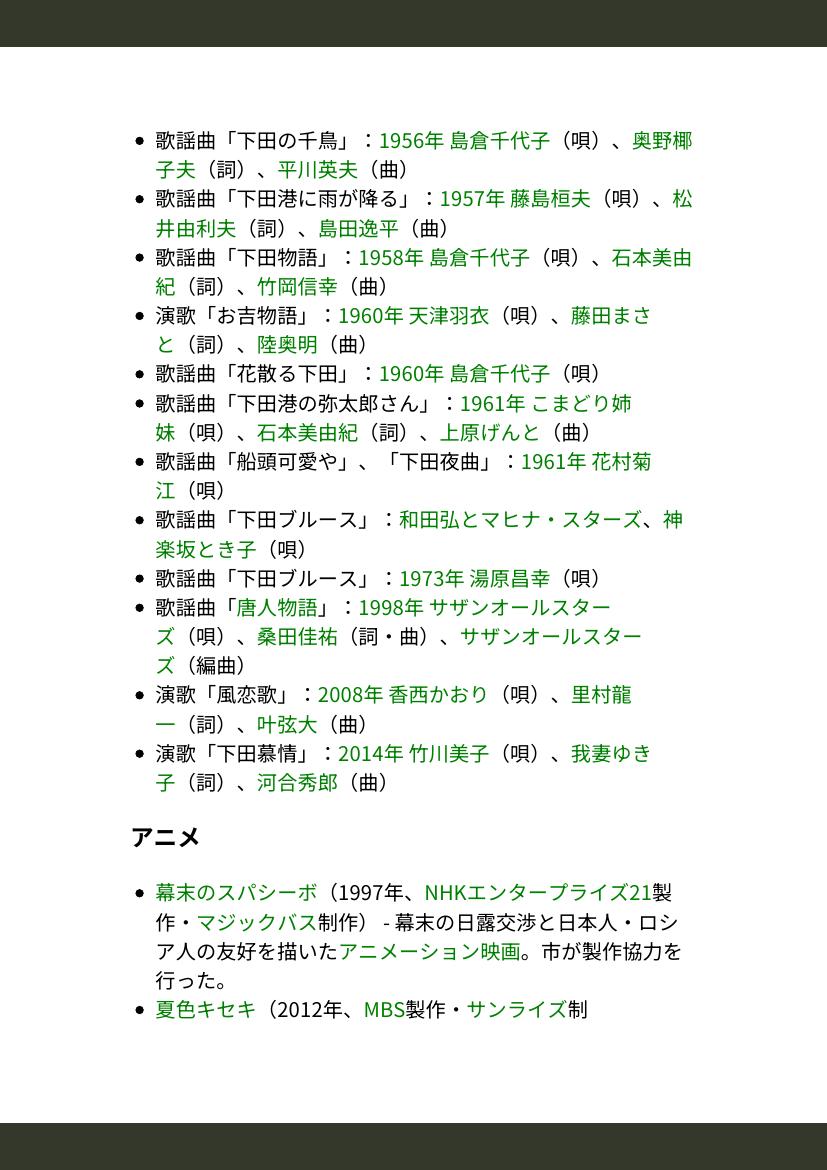 • 歌謡曲「下田の千鳥」：1956年 島倉千代子（唄）、奥野椰
子夫（詞）、平川英夫（曲）
• 歌謡曲「下田港に雨が降る」：1957年 藤島桓夫（唄）、松
井由利夫（詞）、島田逸平（曲）
• 歌謡曲「下田物語」：1958年 島倉千代子（唄）、石本美由
紀（詞）、竹岡信幸（曲）
• 演歌「お吉物語」：1960年 天津羽衣（唄）、藤田まさ
と（詞）、陸奥明（曲）
• 歌謡曲「花散る下田」：1960年 島倉千代子（唄）
• 歌謡曲「下田港の弥太郎さん」：1961年 こまどり姉
妹（唄）、石本美由紀（詞）、上原げんと（曲）
• 歌謡曲「船頭可愛や」、「下田夜曲」：1961年 花村菊
江（唄）
• 歌謡曲「下田ブルース」：和田弘とマヒナ・スターズ、神
楽坂とき子（唄）
• 歌謡曲「下田ブルース」：1973年 湯原昌幸（唄）
• 歌謡曲「唐人物語」：1998年 サザンオールスター
ズ（唄）、桑田佳祐（詞・曲）、サザンオールスター
ズ（編曲）
• 演歌「風恋歌」：2008年 香西かおり（唄）、里村龍
一（詞）、叶弦大（曲）
• 演歌「下田慕情」：2014年 竹川美子（唄）、我妻ゆき
子（詞）、河合秀郎（曲）
アニメ
• 幕末のスパシーボ（1997年、NHKエンタープライズ21製
作・マジックバス制作） - 幕末の日露交渉と日本人・ロシ
ア人の友好を描いたアニメーション映画。市が製作協力を
行った。
• 夏色キセキ（2012年、MBS製作・サンライズ制